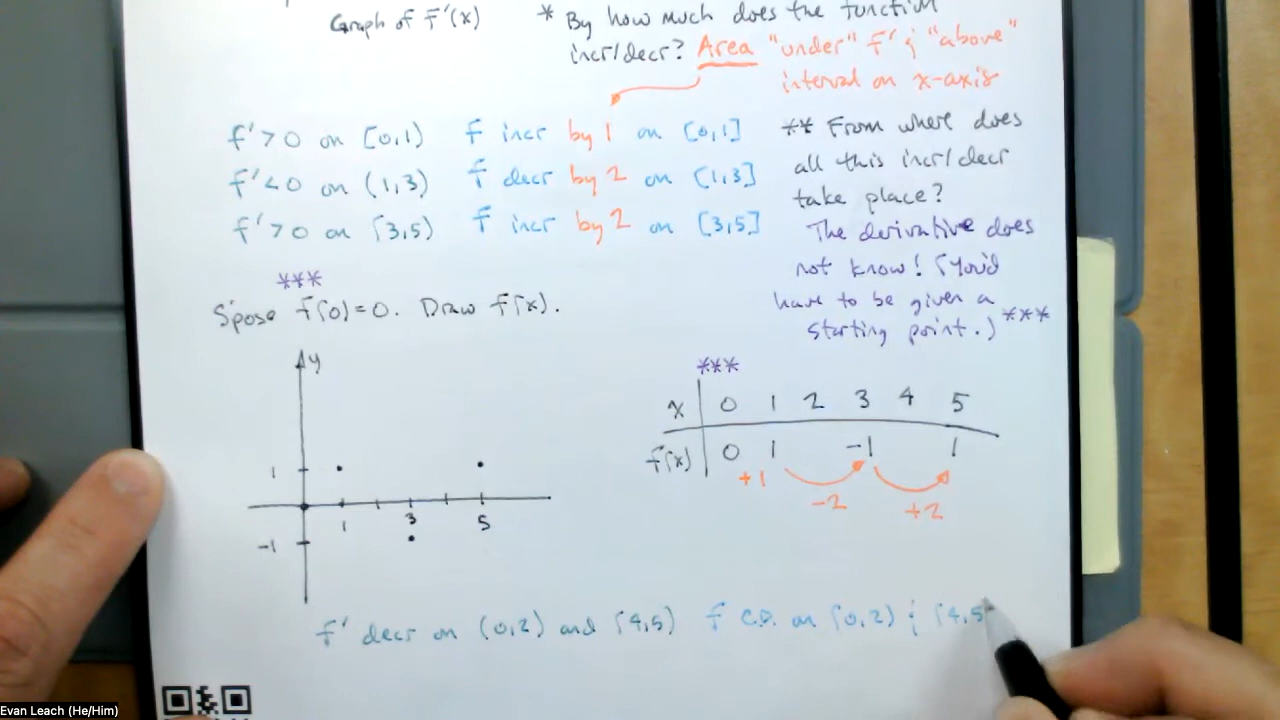 Graph of f'(x)
* By how much does the function
incr/decr? Area "under" f' & "above"
interval on x-axis
f'>0 on [0,1) f incr by 1 on [0,1]
f'<0 on (1,3) f decr by 2 on [1,3]
f'>0 on (3,5) f incr by 2 on [3,5]
** From where does
all this incr/decr
take place?
The derivative does
not know! (You'd
have to be given a
starting point.) ***
***
S'pose f(0)=0. Draw f(x).
y
1
-1
1 3 5
***
x 0 1 2 3 4 5
f(x) 0 1 -1 1
+1 -2 +2
f' decr on (0,2) and (4,5) f C.D. on (0,2) & (4,5
Evan Leach (He/Him)